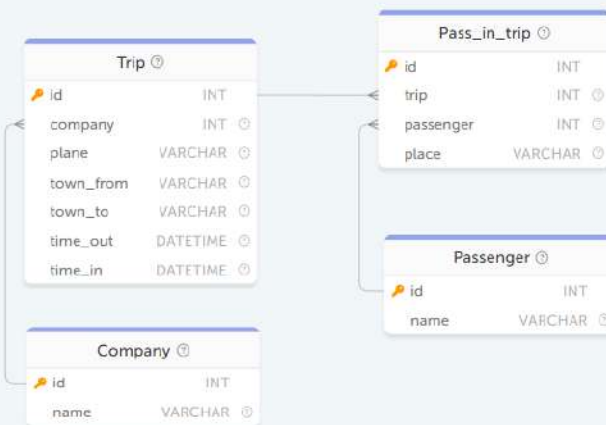 Trip
id INT
company INT
plane VARCHAR
town_from VARCHAR
town_to VARCHAR
time_out DATETIME
time_in DATETIME
Company
id INT
name VARCHAR
Pass_in_trip
id INT
trip INT
passenger INT
place VARCHAR
Passenger
id INT
name VARCHAR